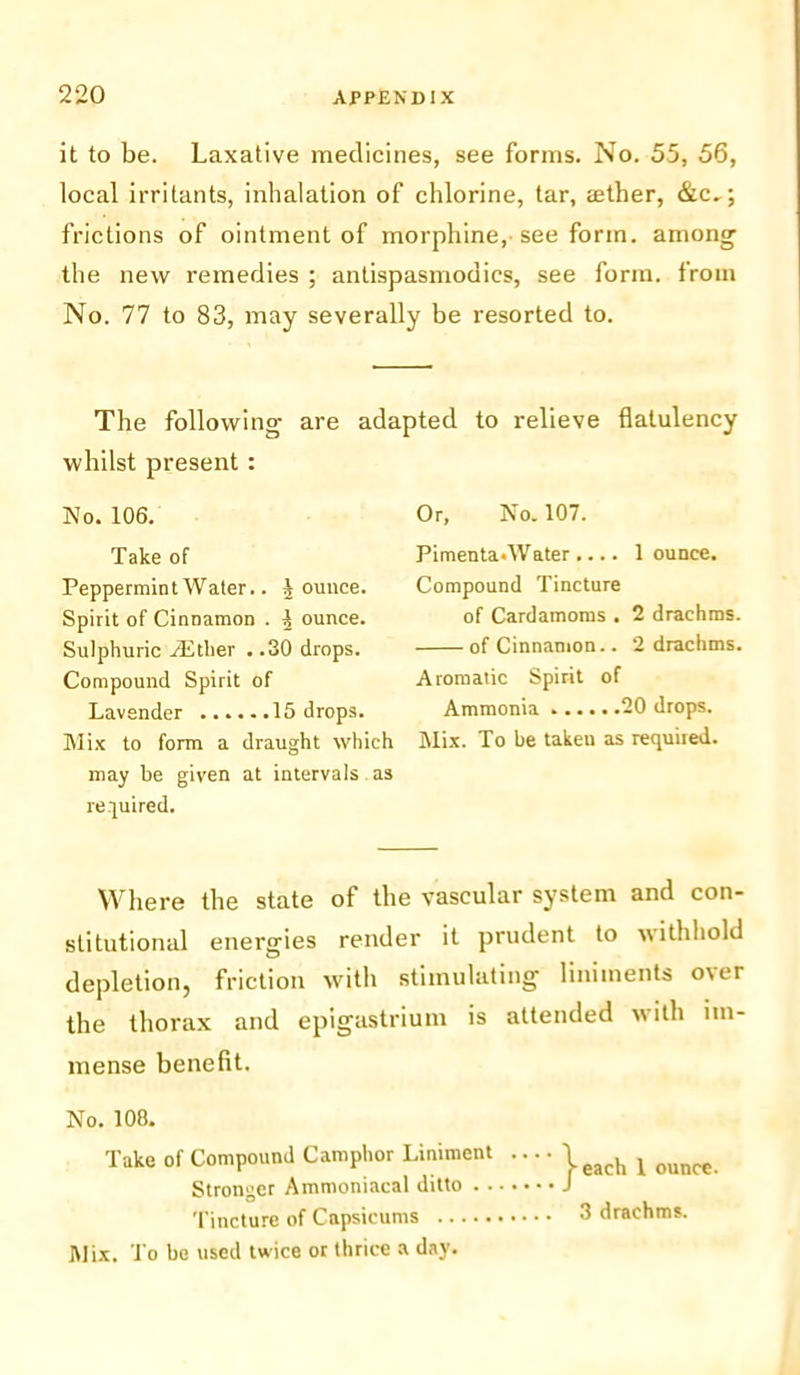 220 APPENDIX
it to be. Laxative medicines, see forms. No. 55, 56,
local irritants, inhalation of chlorine, tar, æther, &c.;
frictions of ointment of morphine, see form. among
the new remedies ; antispasmodics, see form. from
No. 77 to 83, may severally be resorted to.
The following are adapted to relieve flatulency
whilst present :
No. 106.
Take of
Peppermint Water.. ½ ounce.
Spirit of Cinnamon . ½ ounce.
Sulphuric Æther ..30 drops.
Compound Spirit of
Lavender ......15 drops.
Mix to form a draught which
may be given at intervals as
required.
Or, No. 107.
Pimenta Water .... 1 ounce.
Compound Tincture
of Cardamoms . 2 drachms.
—— of Cinnamon.. 2 drachms.
Aromatic Spirit of
Ammonia ......20 drops.
Mix. To be taken as required.
Where the state of the vascular system and con-
stitutional energies render it prudent to withhold
depletion, friction with stimulating liniments over
the thorax and epigastrium is attended with im-
mense benefit.
No. 108.
Take of Compound Camphor Liniment .... } each 1 ounce.
Stronger Ammoniacal ditto ........
Tincture of Capsicums ........... 3 drachms.
Mix. To be used twice or thrice a day.